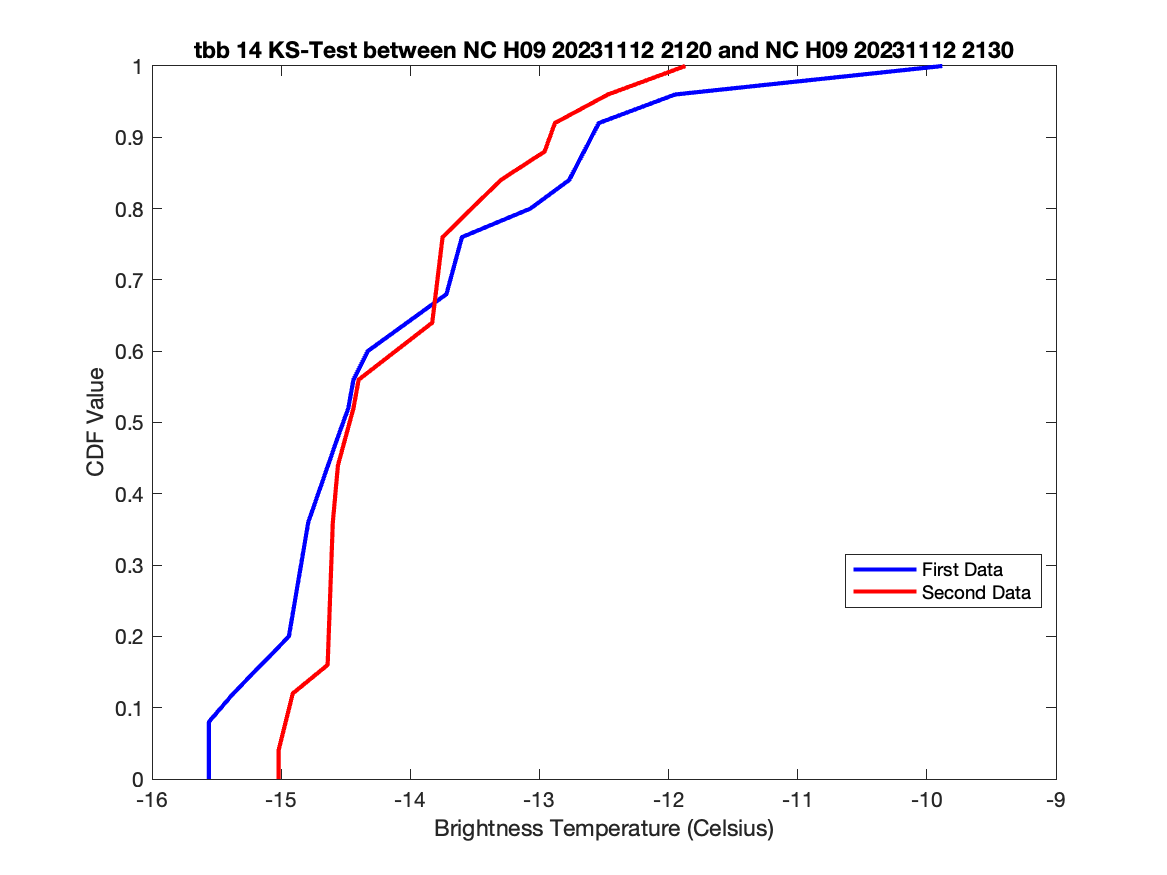 tbb 14 KS-Test between NC H09 20231112 2120 and NC H09 20231112 2130
1
0.9
0.8
0.7
0.6
0.5
0.4
0.3
0.2
0.1
0
CDF Value
First Data
Second Data
-16 -15 -14 -13 -12 -11 -10 -9
Brightness Temperature (Celsius)